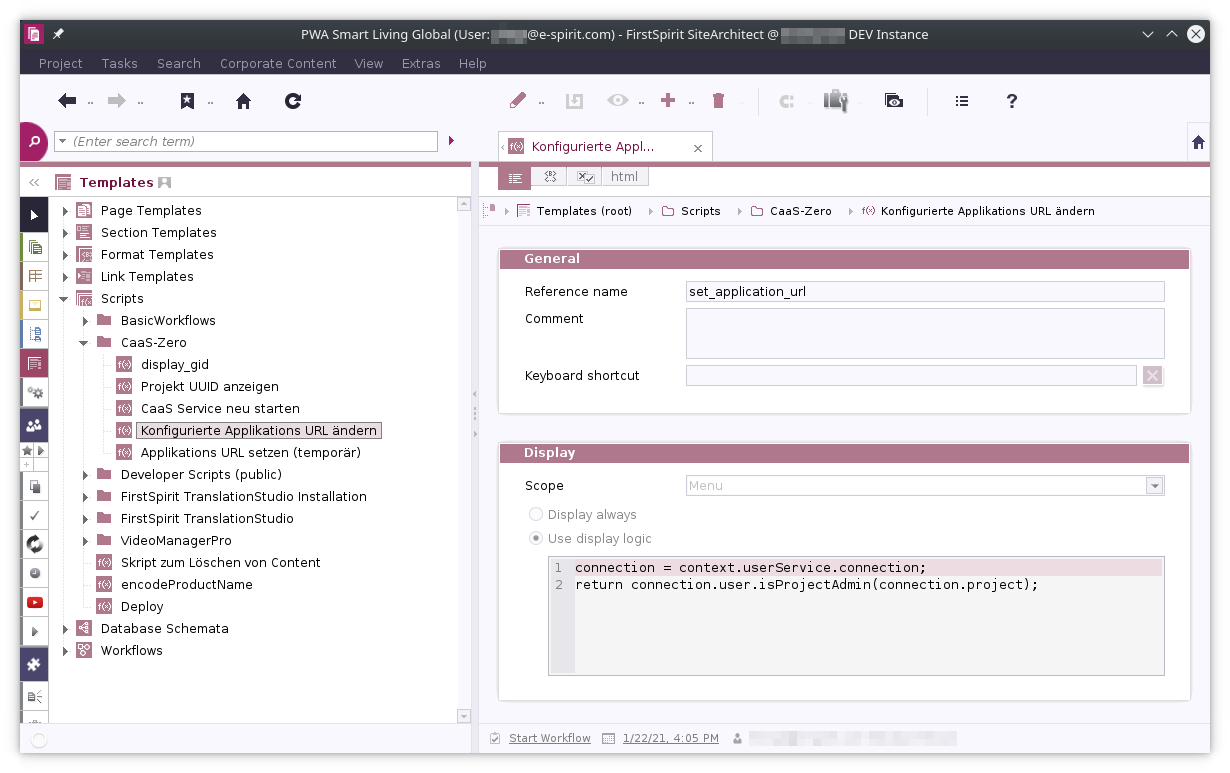 PWA Smart Living Global (User: @e-spirit.com) - FirstSpirit SiteArchitect @ DEV Instance
Project Tasks Search Corporate Content View Extras Help
(Enter search term)
Konfigurierte Appl...
Templates
html
Templates (root) Scripts CaaS-Zero Konfigurierte Applikations URL ändern
Page Templates
Section Templates
Format Templates
Link Templates
Scripts
BasicWorkflows
CaaS-Zero
display_gid
Projekt UUID anzeigen
CaaS Service neu starten
Konfigurierte Applikations URL ändern
Applikations URL setzen (temporär)
Developer Scripts (public)
FirstSpirit TranslationStudio Installation
FirstSpirit TranslationStudio
VideoManagerPro
Skript zum Löschen von Content
encodeProductName
Deploy
Database Schemata
Workflows
General
Reference name set_application_url
Comment
Keyboard shortcut
Display
Scope Menu
Display always
Use display logic
1 connection = context.userService.connection;
2 return connection.user.isProjectAdmin(connection.project);
Start Workflow 1/22/21, 4:05 PM